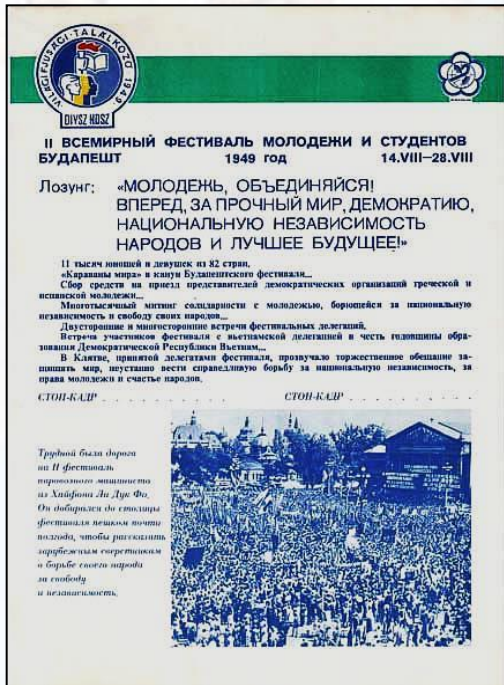 VILÁGIFJUSÁGI·TALÁLKOZÓ 1949.
DIVSZ KDSZ
II ВСЕМИРНЫЙ ФЕСТИВАЛЬ МОЛОДЕЖИ И СТУДЕНТОВ
БУДАПЕШТ 1949 год 14.VIII—28.VIII
Лозунг: «МОЛОДЕЖЬ, ОБЪЕДИНЯЙСЯ!
ВПЕРЕД, ЗА ПРОЧНЫЙ МИР, ДЕМОКРАТИЮ,
НАЦИОНАЛЬНУЮ НЕЗАВИСИМОСТЬ
НАРОДОВ И ЛУЧШЕЕ БУДУЩЕЕ!»
11 тысяч юношей и девушек из 82 стран.
«Караваны мира» в канун Будапештского фестиваля...
Сбор средств на приезд представителей демократических организаций греческой и
испанской молодежи...
Многотысячный митинг солидарности с молодежью, борющейся за национальную
независимость и свободу своих народов...
Двусторонние и многосторонние встречи фестивальных делегаций.
Встреча участников фестиваля с вьетнамской делегацией в честь годовщины обра-
зования Демократической Республики Вьетнам...
В Клятве, принятой делегатами фестиваля, прозвучало торжественное обещание за-
щищать мир, неустанно вести справедливую борьбу за национальную независимость, за
права молодежи и счастье народов.
СТОП-КАДР . . . . . . . . . . . . СТОП-КАДР . . . . . . . . . .
Трудной была дорога
на II фестиваль
паровозного машиниста
из Хайфона Ли Дук Фо.
Он добирался до столицы
фестиваля пешком почти
полгода, чтобы рассказать
зарубежным сверстникам
о борьбе своего народа
за свободу
и независимость.